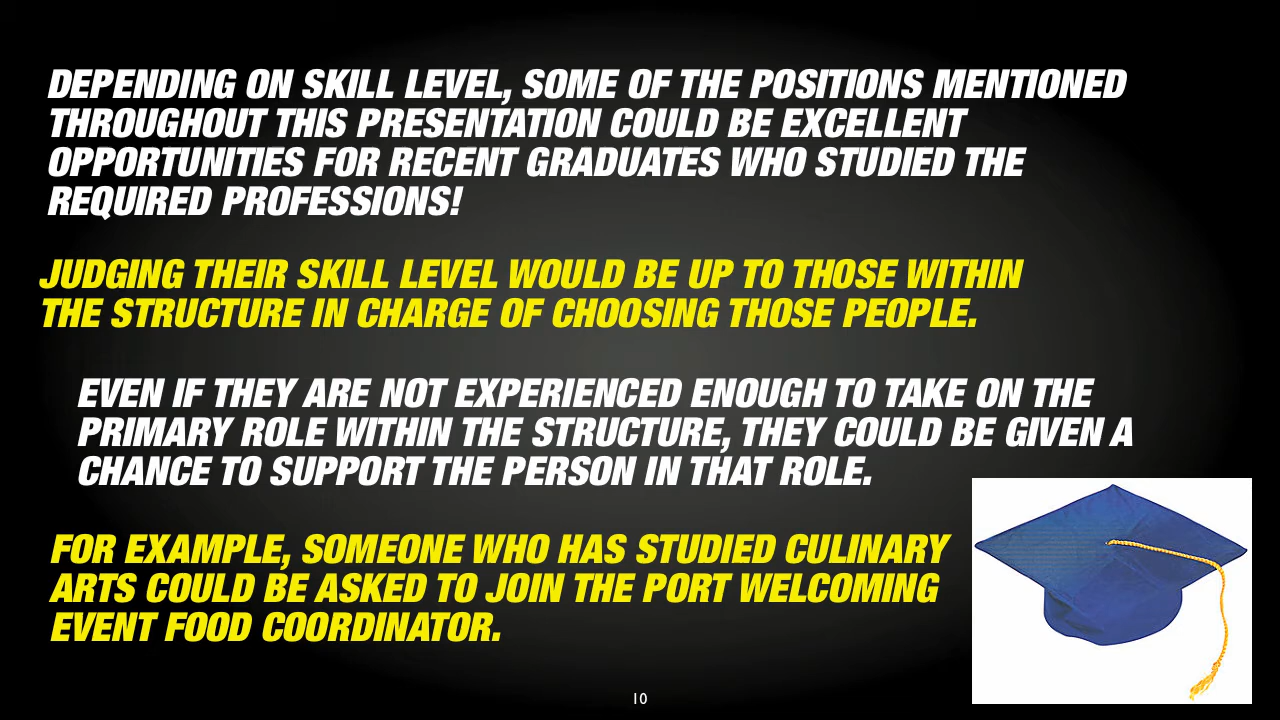 DEPENDING ON SKILL LEVEL, SOME OF THE POSITIONS MENTIONED
THROUGHOUT THIS PRESENTATION COULD BE EXCELLENT
OPPORTUNITIES FOR RECENT GRADUATES WHO STUDIED THE
REQUIRED PROFESSIONS!
JUDGING THEIR SKILL LEVEL WOULD BE UP TO THOSE WITHIN
THE STRUCTURE IN CHARGE OF CHOOSING THOSE PEOPLE.
EVEN IF THEY ARE NOT EXPERIENCED ENOUGH TO TAKE ON THE
PRIMARY ROLE WITHIN THE STRUCTURE, THEY COULD BE GIVEN A
CHANCE TO SUPPORT THE PERSON IN THAT ROLE.
FOR EXAMPLE, SOMEONE WHO HAS STUDIED CULINARY
ARTS COULD BE ASKED TO JOIN THE PORT WELCOMING
EVENT FOOD COORDINATOR.
10